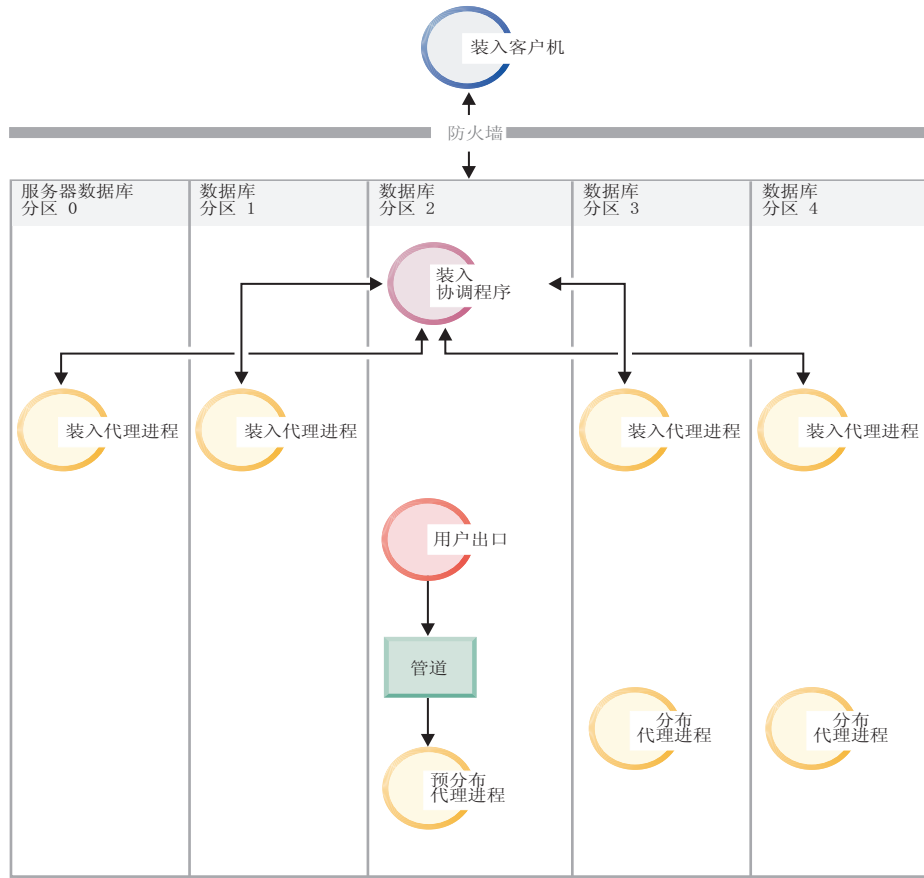 装入客户机
防火墙
服务器数据库
分区 0
数据库
分区 1
数据库
分区 2
数据库
分区 3
数据库
分区 4
装入
协调程序
装入代理进程
装入代理进程
装入代理进程
装入代理进程
用户出口
管道
分布
代理进程
分布
代理进程
预分布
代理进程